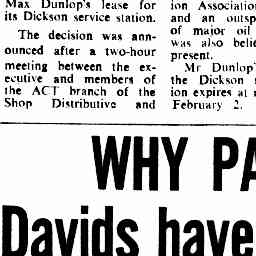 Max Dunlop's lease for
its Dickson service station.
The decision was ann-
ounced after a two-hour
meeting between the ex-
ecutive and members of
the ACT branch of the
Shop Distributive and
ion Association
and an outsp
of major oil
was also belie
present.
Mr Dunlop'
the Dickson s
ion expires at
February 2.
WHY PA
Davids have